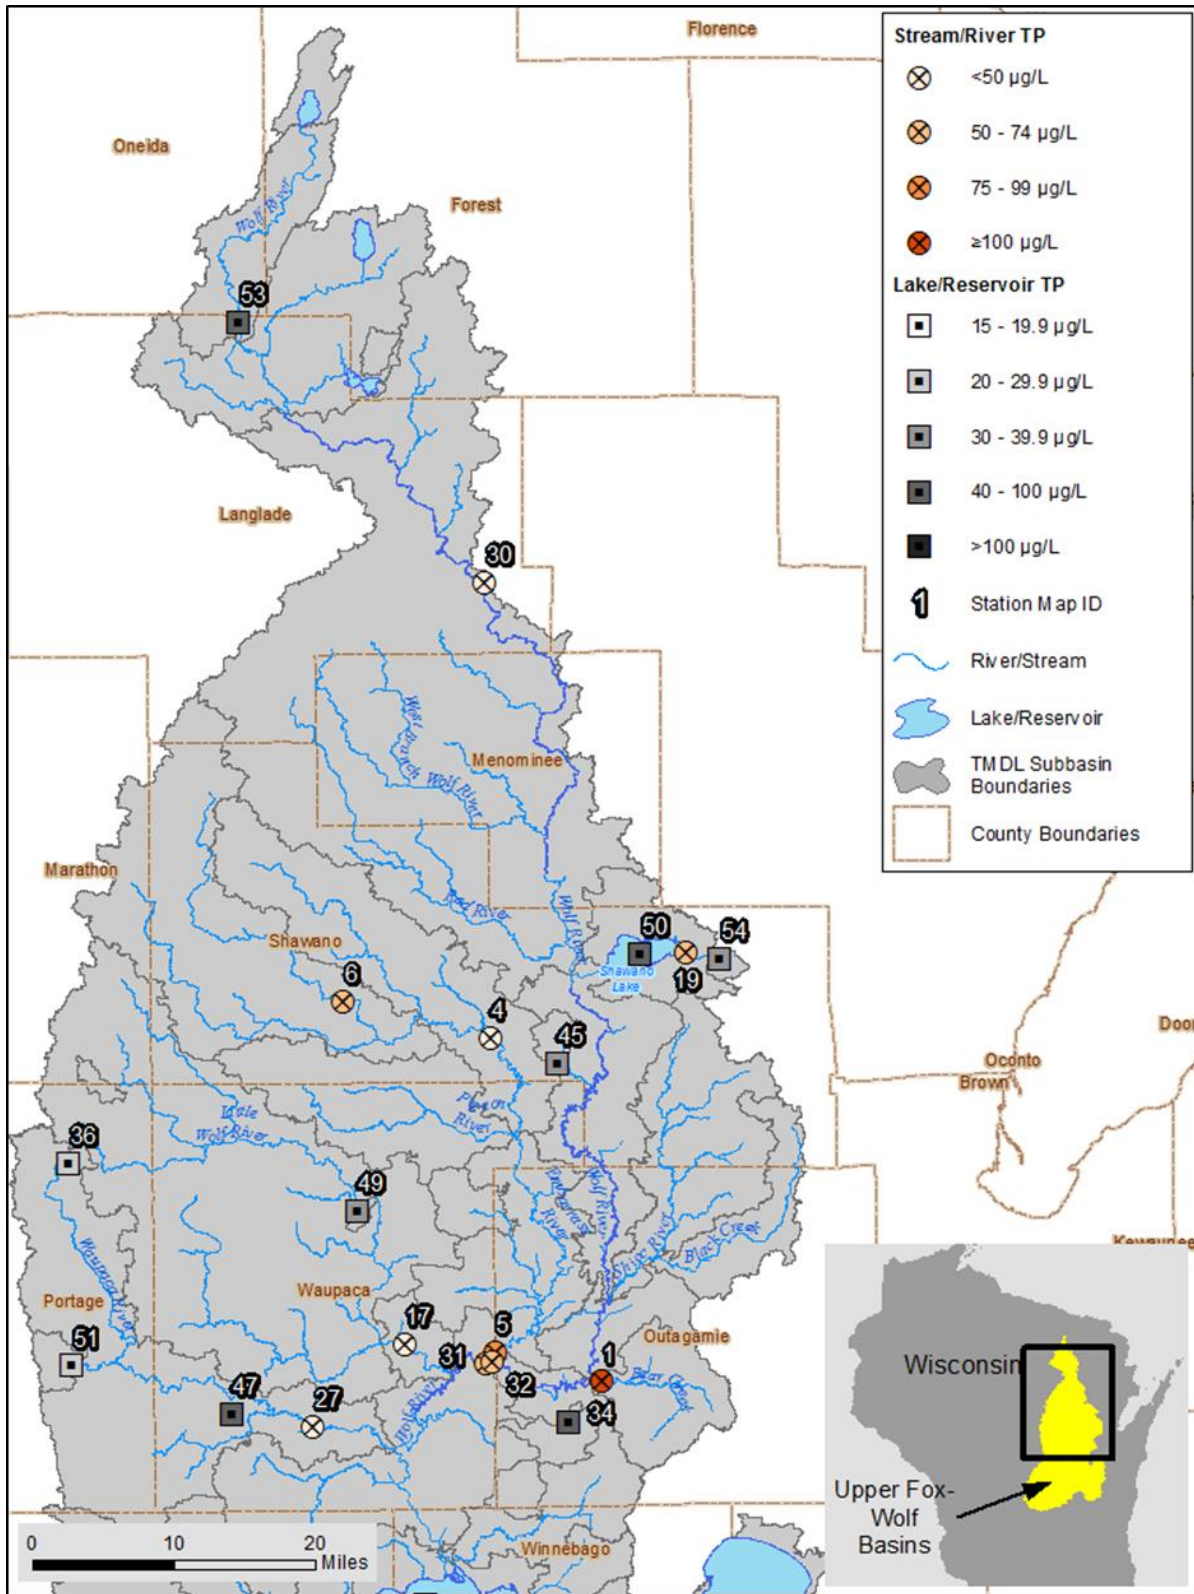 Florence
Oneida
Wolf River
Forest
53
Langlade
30
West Branch Wolf River
Menominee
Marathon
Red River
Wolf River
Shawano
50
54
Shawano
Lake
19
6
4
45
Oconto
Brown
Door
Little
Wolf River
Pigeon
River
36
49
Embarrass
River
Wolf River
Shioc River
Black Creek
Kewaunee
Waupaca River
Waupaca
Portage
17
5
Outagamie
51
31
1
32
Bear Creek
47
27
Wolf River
34
Winnebago
0 10 20
Miles
Stream/River TP
<50 µg/L
50 - 74 µg/L
75 - 99 µg/L
≥100 µg/L
Lake/Reservoir TP
15 - 19.9 µg/L
20 - 29.9 µg/L
30 - 39.9 µg/L
40 - 100 µg/L
>100 µg/L
1 Station Map ID
River/Stream
Lake/Reservoir
TMDL Subbasin
Boundaries
County Boundaries
Wisconsin
Upper Fox-
Wolf
Basins